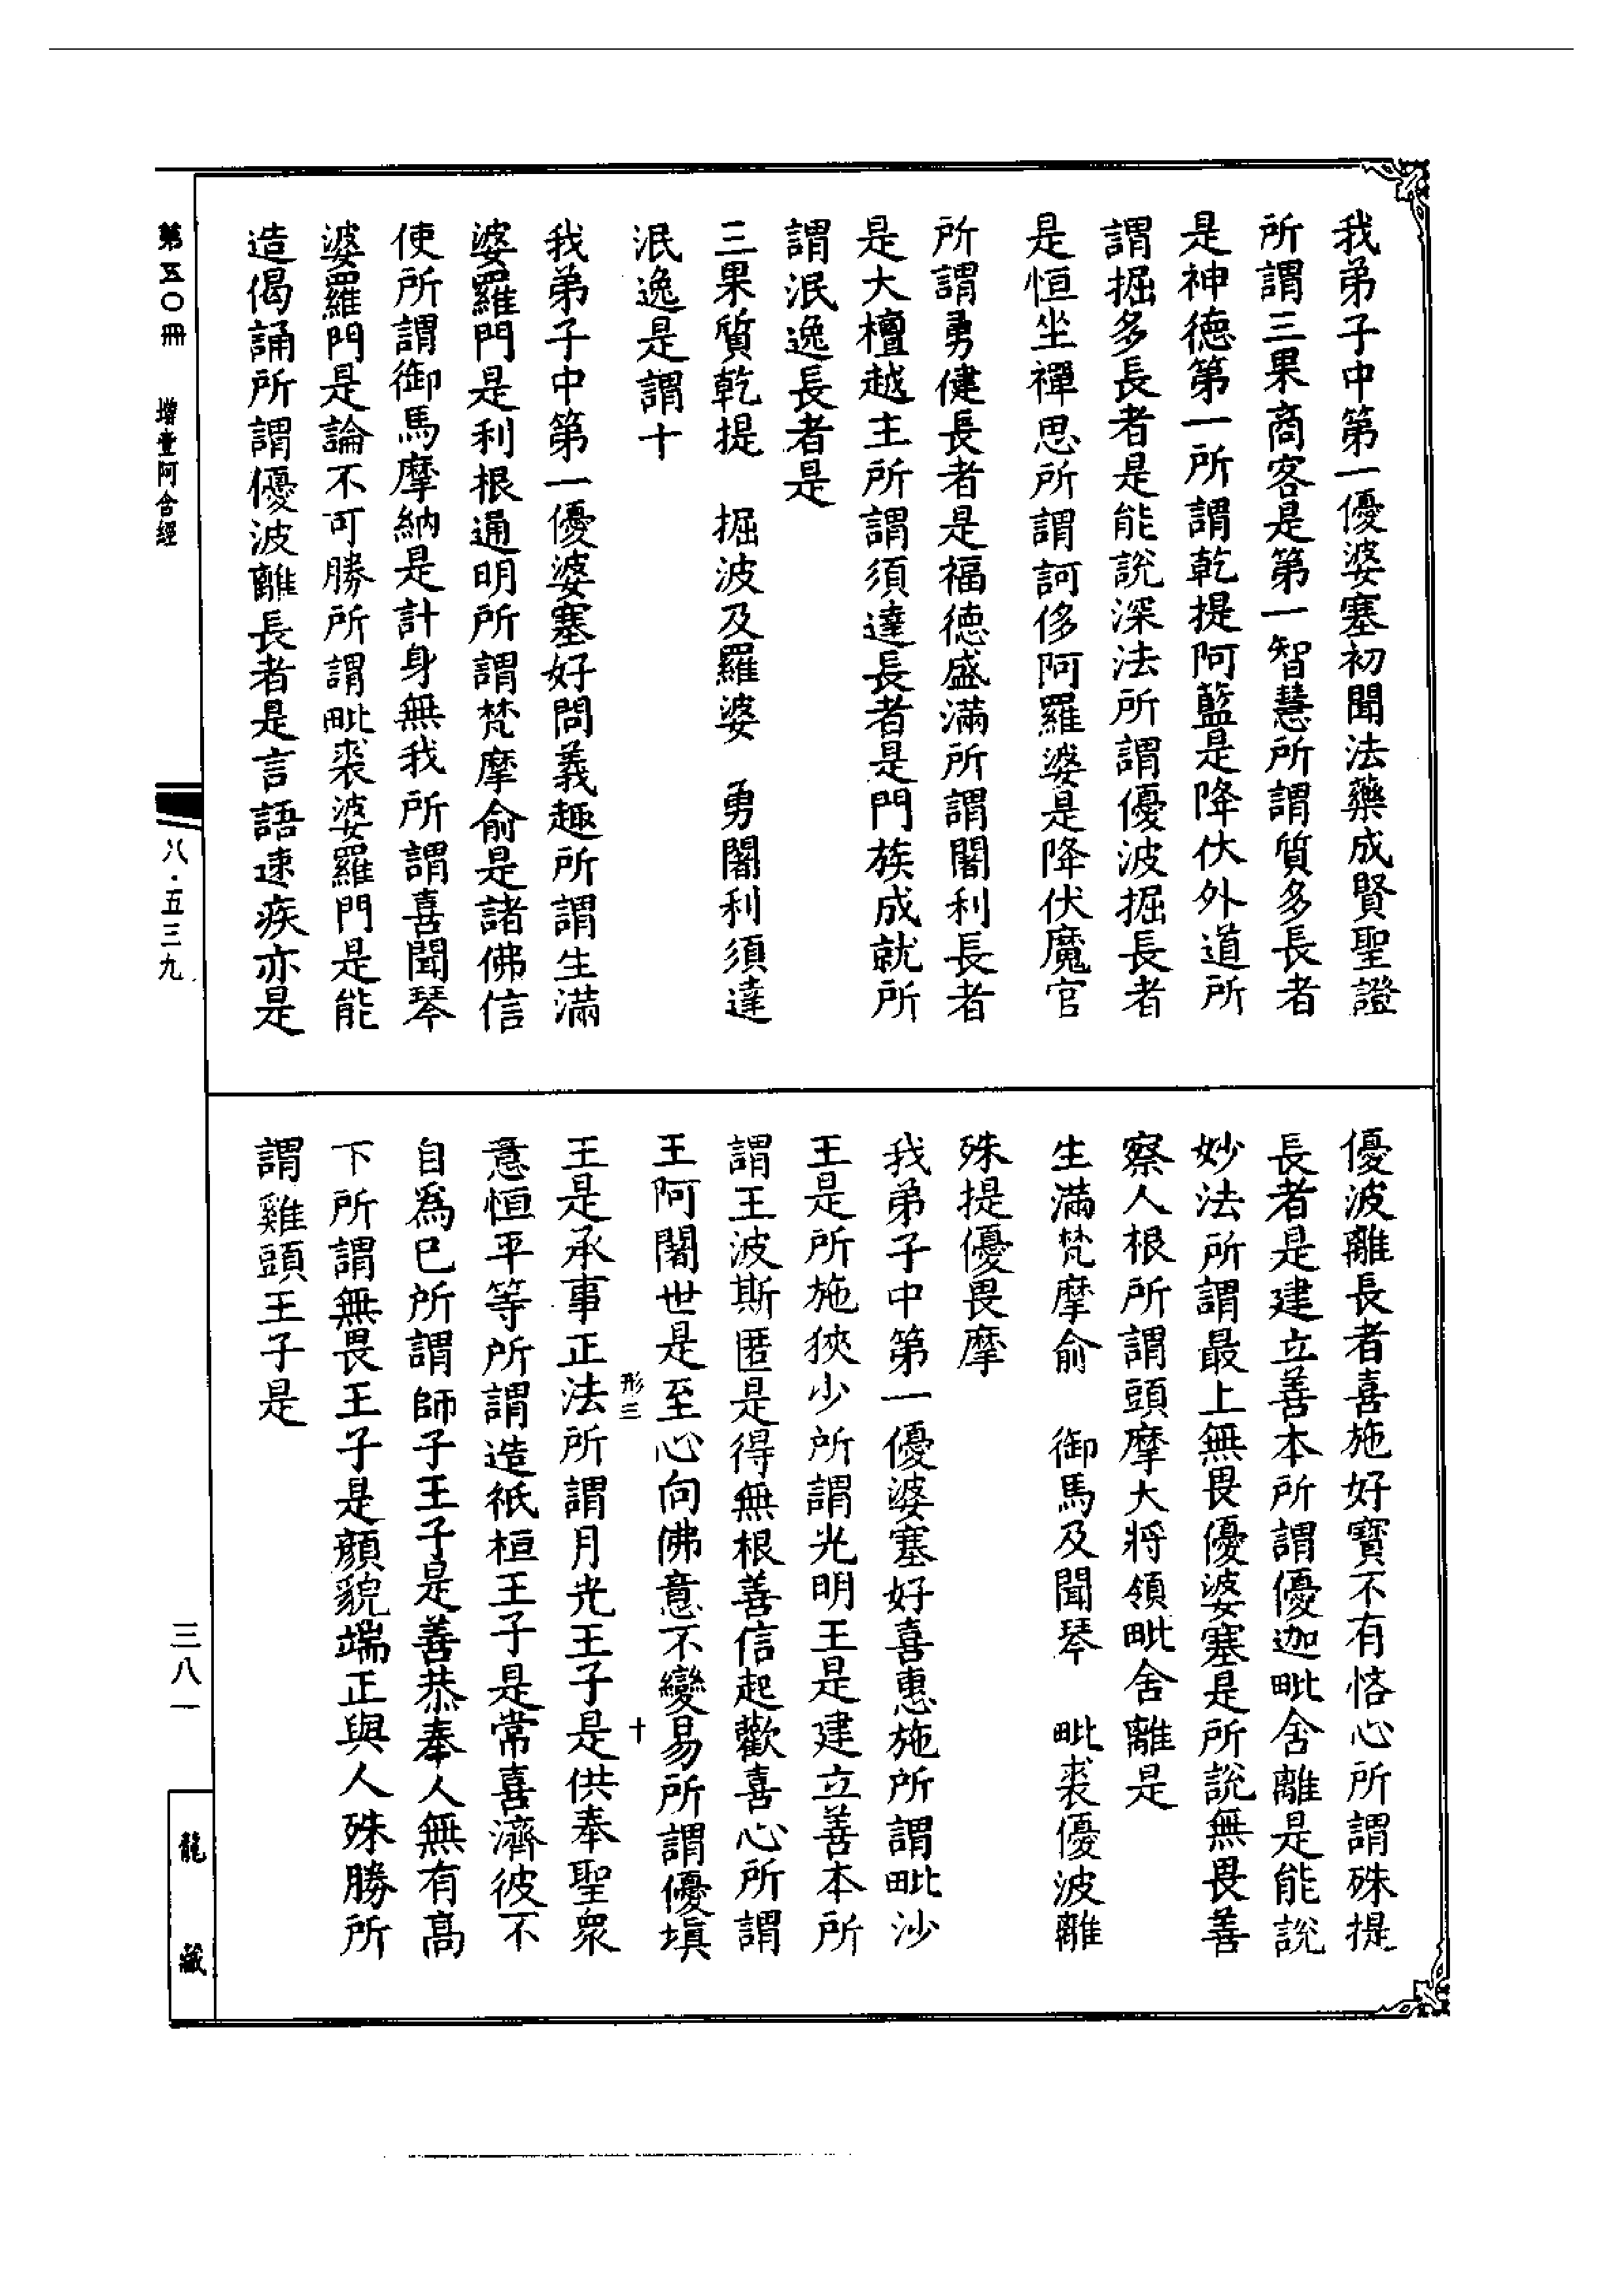 我弟子中第一優婆塞初聞法藥成賢聖證
所謂三果商客是第一智慧所謂質多長者
是神德第一所謂乾提阿藍是降伏外道所
謂掘多長者是能說深法所謂優波掘長者
是恒坐禪思所謂訶侈阿羅婆是降伏魔官
所謂勇健長者是福德盛滿所謂闍利長者
是大檀越主所謂須達長者是門族成就所
謂泯逸長者是
三果質乾提　掘波及羅婆　勇闍利須達
泯逸是謂十
我弟子中第一優婆塞好問義趣所謂生滿
婆羅門是利根通明所謂梵摩俞是諸佛信
使所謂御馬摩納是計身無我所謂喜聞琴
婆羅門是論不可勝所謂毗裘婆羅門是能
造偈誦所謂優波離長者是言語速疾亦是
優波離長者喜施好寶不有悋心所謂殊提
長者是建立善本所謂優迦毗舍離是能說
妙法所謂最上無畏優婆塞是所說無畏善
察人根所謂頭摩大將領毗舍離是
生滿梵摩俞　御馬及聞琴　毗裘優波離
殊提優畏摩
我弟子中第一優婆塞好喜惠施所謂毗沙
王是所施狹少所謂光明王是建立善本所
謂王波斯匿是得無根善信起歡喜心所謂
王阿闍世是至心向佛意不變易所謂優填
形三　十
王是承事正法所謂月光王子是供奉聖眾
意恒平等所謂造祇桓王子是常喜濟彼不
自爲已所謂師子王子是善恭奉人無有高
下所謂無畏王子是顏貌端正與人殊勝所
謂雞頭王子是
第五〇冊　增壹阿含經
八·五三九
三八一
龍藏